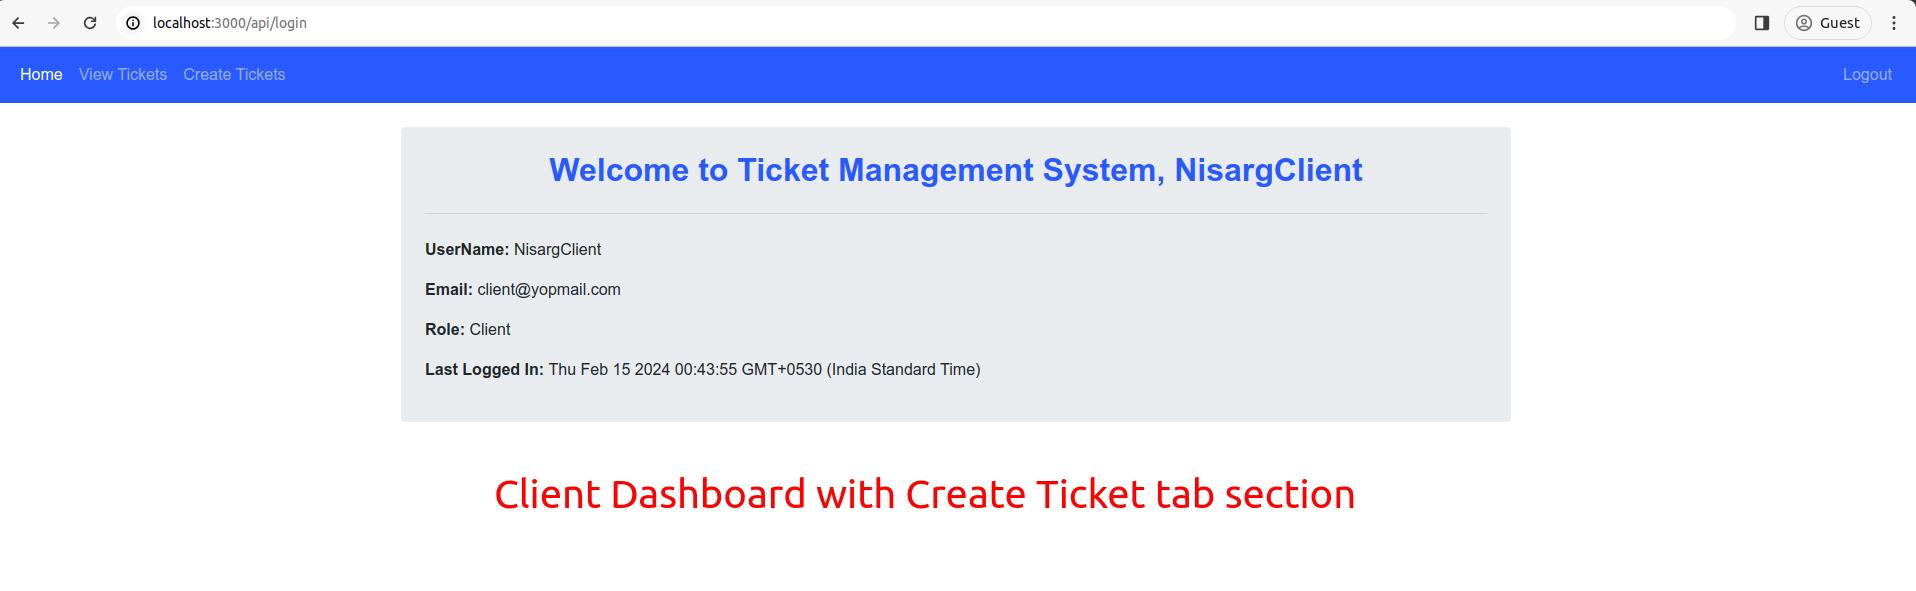 localhost:3000/api/login
Guest
Home View Tickets Create Tickets Logout
Welcome to Ticket Management System, NisargClient
UserName: NisargClient
Email: client@yopmail.com
Role: Client
Last Logged In: Thu Feb 15 2024 00:43:55 GMT+0530 (India Standard Time)
Client Dashboard with Create Ticket tab section